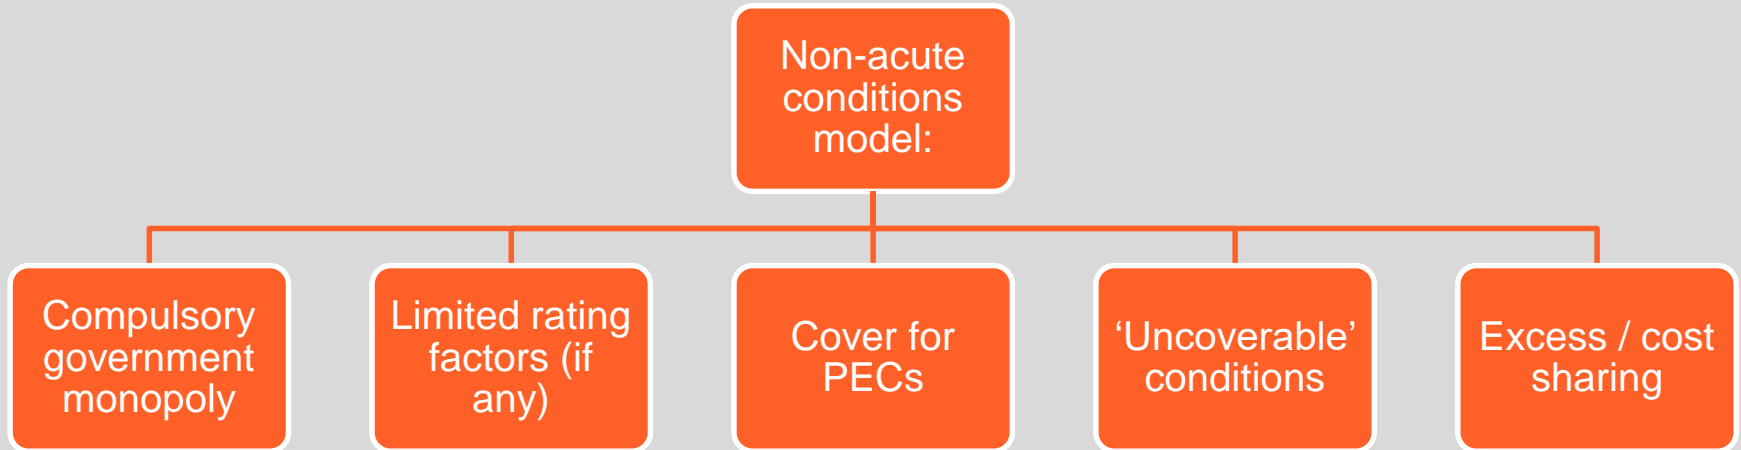 Non-acute
conditions
model:
Compulsory
government
monopoly
Limited rating
factors (if
any)
Cover for
PECs
‘Uncoverable’
conditions
Excess / cost
sharing